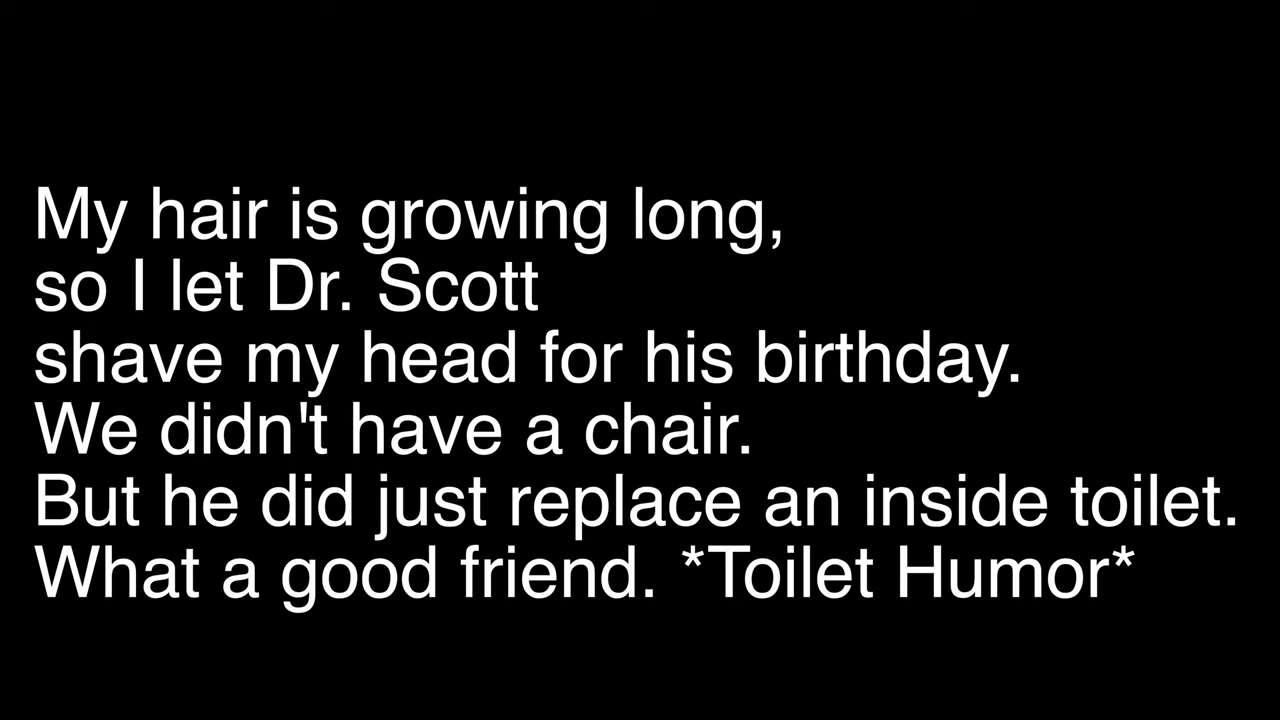 My hair is growing long,
so I let Dr. Scott
shave my head for his birthday.
We didn't have a chair.
But he did just replace an inside toilet.
What a good friend. *Toilet Humor*